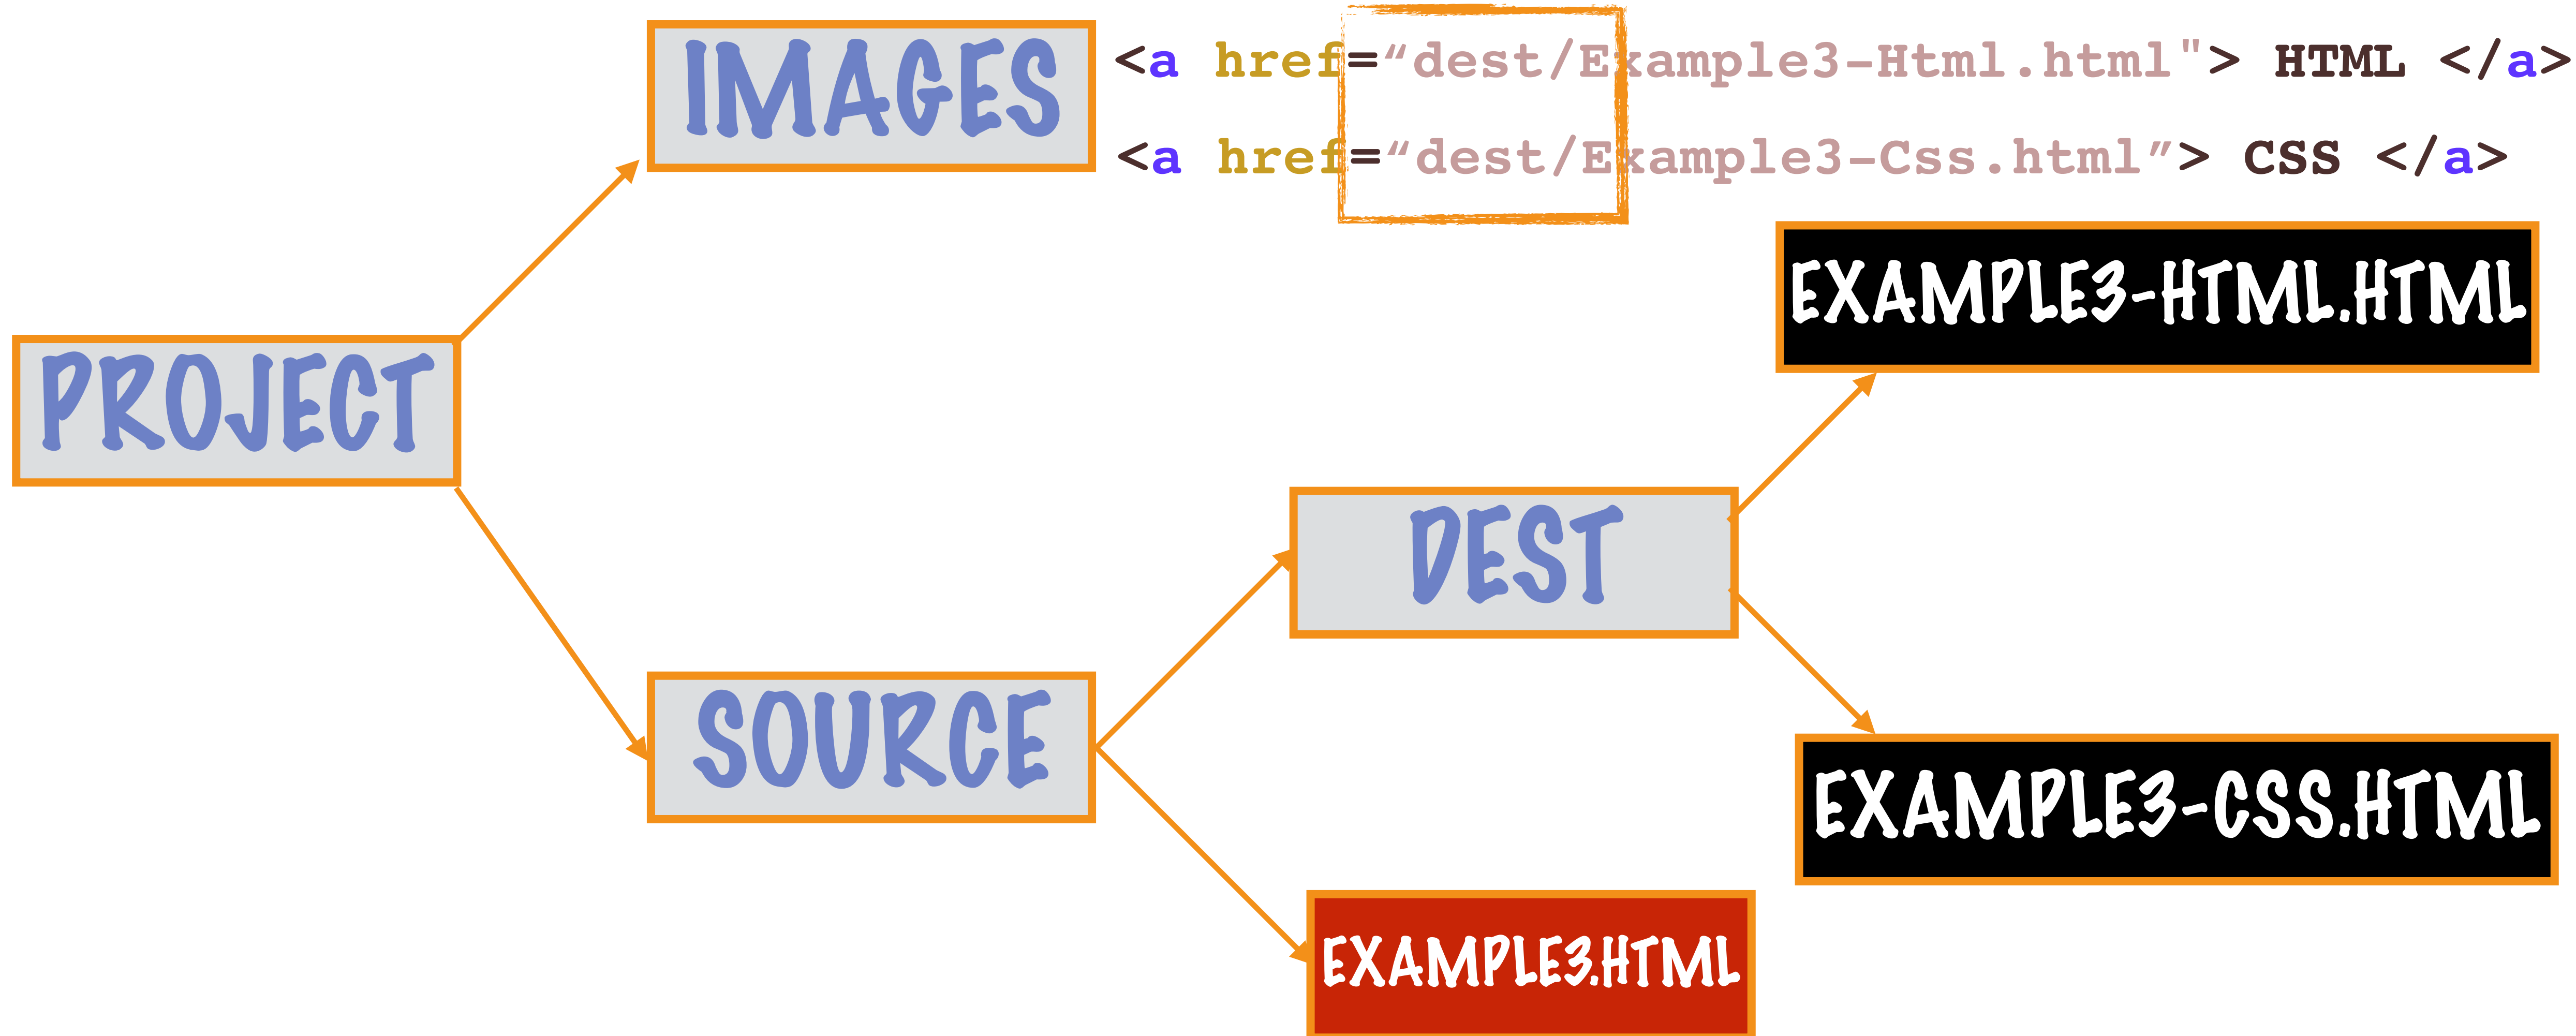 IMAGES
<a href=“dest/Example3-Html.html"> HTML </a>
<a href=“dest/Example3-Css.html”> CSS </a>
EXAMPLE3-HTML.HTML
PROJECT
DEST
SOURCE
EXAMPLE3-CSS.HTML
EXAMPLE3.HTML